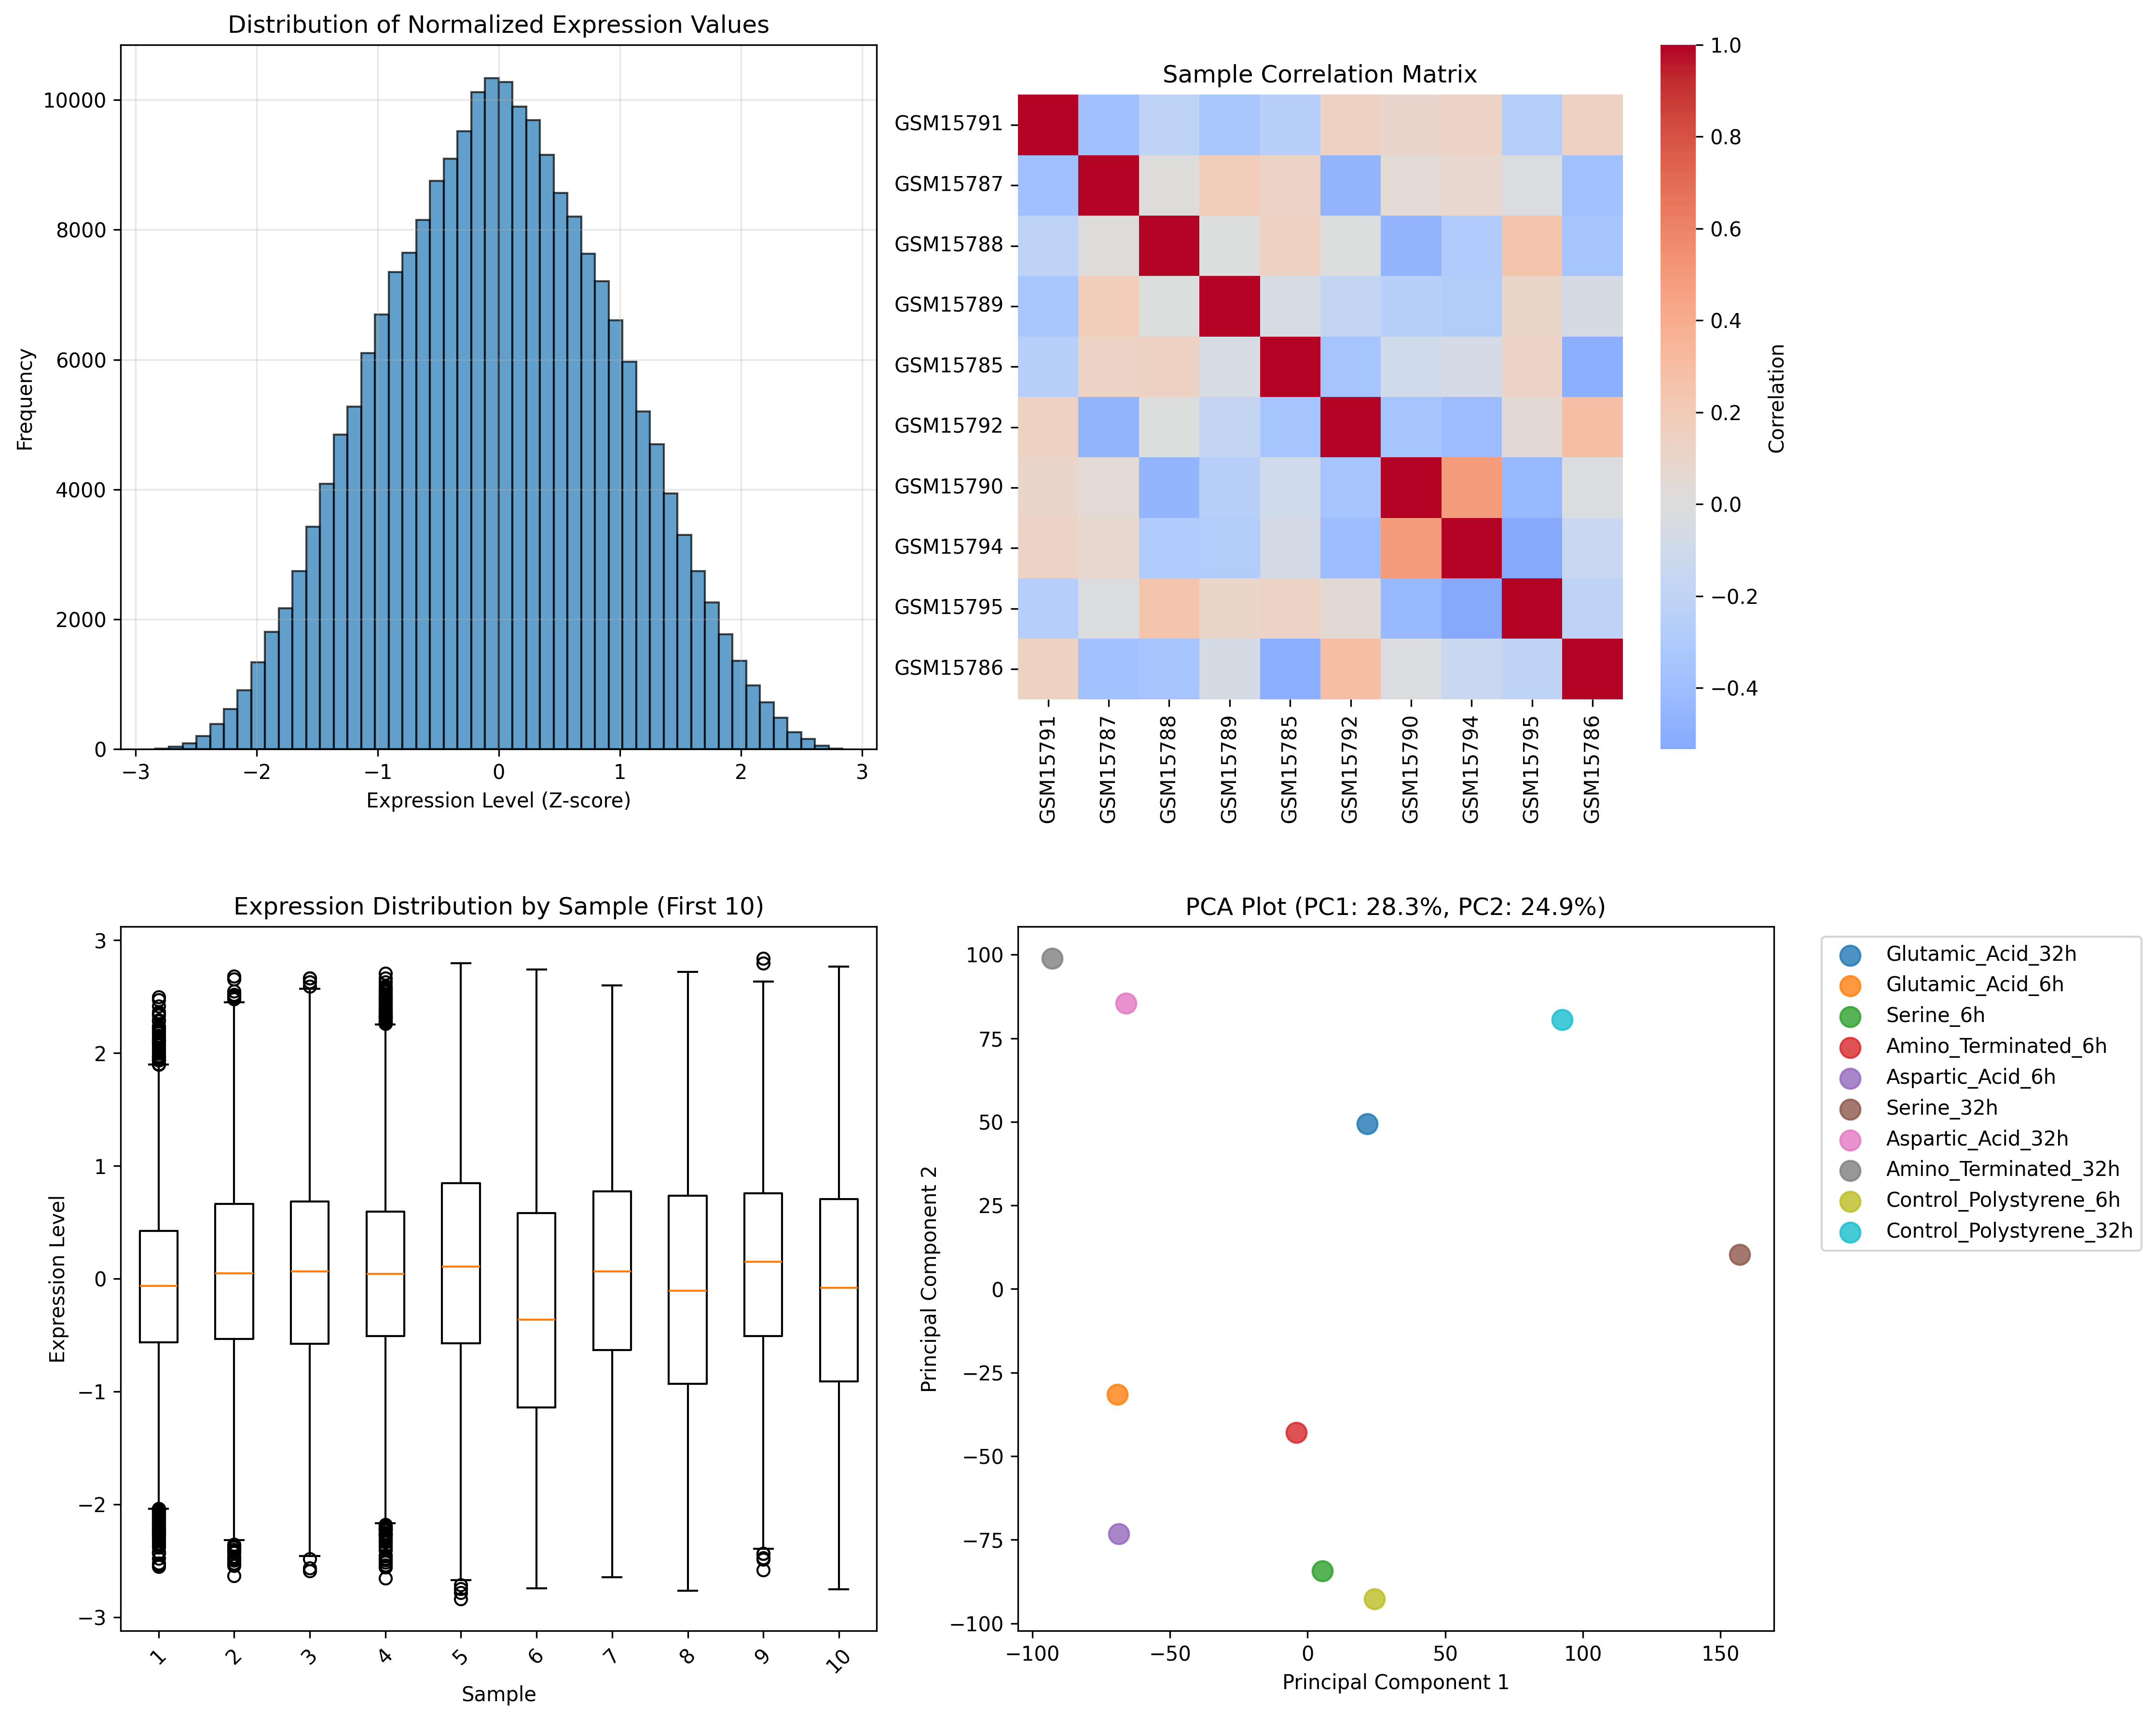 Distribution of Normalized Expression Values
10000
8000
6000
4000
2000
0
Frequency
−3
−2
−1
0
1
2
3
Expression Level (Z-score)
Sample Correlation Matrix
GSM15791
GSM15787
GSM15788
GSM15789
GSM15785
GSM15792
GSM15790
GSM15794
GSM15795
GSM15786
GSM15791
GSM15787
GSM15788
GSM15789
GSM15785
GSM15792
GSM15790
GSM15794
GSM15795
GSM15786
1.0
0.8
0.6
0.4
0.2
0.0
−0.2
−0.4
Correlation
Expression Distribution by Sample (First 10)
3
2
1
0
−1
−2
−3
Expression Level
1
2
3
4
5
6
7
8
9
10
Sample
PCA Plot (PC1: 28.3%, PC2: 24.9%)
100
75
50
25
0
−25
−50
−75
−100
Principal Component 2
−100
−50
0
50
100
150
Principal Component 1
Glutamic_Acid_32h
Glutamic_Acid_6h
Serine_6h
Amino_Terminated_6h
Aspartic_Acid_6h
Serine_32h
Aspartic_Acid_32h
Amino_Terminated_32h
Control_Polystyrene_6h
Control_Polystyrene_32h